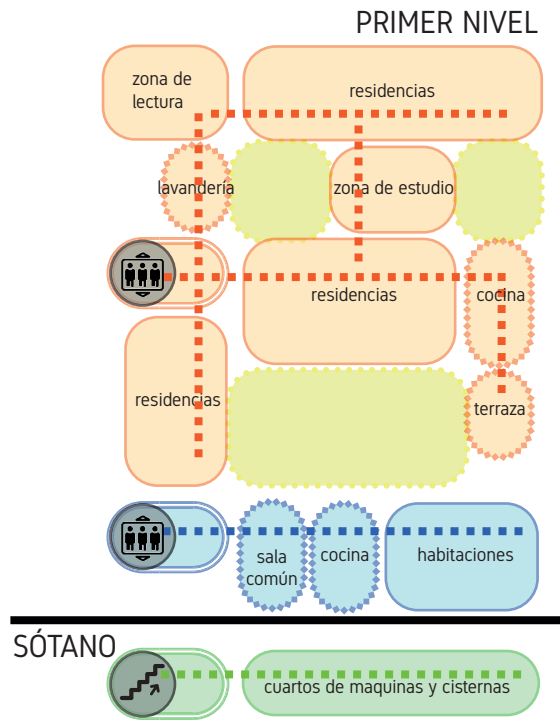 PRIMER NIVEL
zona de
lectura
residencias
lavandería
zona de estudio
residencias
cocina
residencias
terraza
sala
común
cocina
habitaciones
SÓTANO
cuartos de maquinas y cisternas